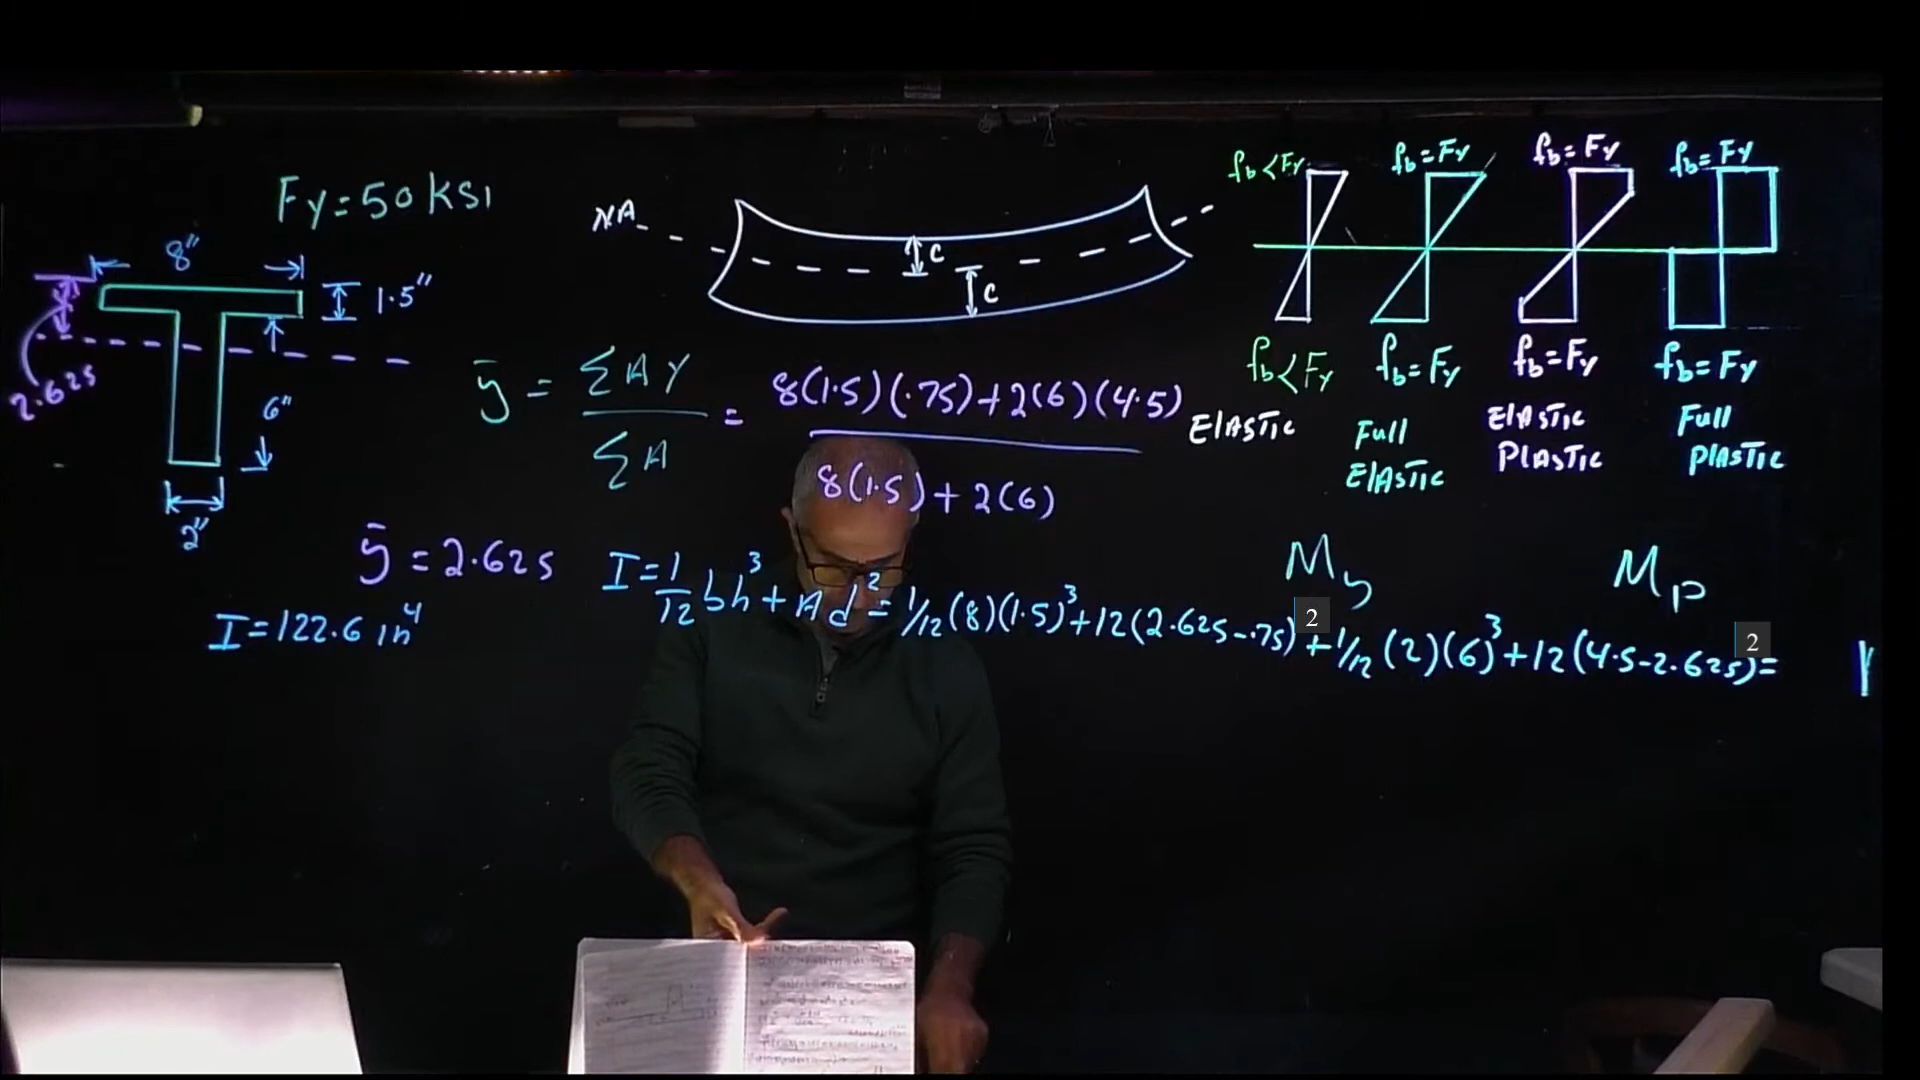 Fy=50 ksi
8"
1.5"
2.625
6"
2"
NA
c
c
fb<Fy
fb=Fy
fb=Fy
fb=Fy
fb<Fy
fb=Fy
fb=Fy
fb=Fy
ELASTIC
Full
ELASTIC
ELASTIC
PLASTIC
Full
PLASTIC
ȳ = ΣAY / ΣA = 8(1.5)(.75)+2(6)(4.5) / 8(1.5)+2(6)
ȳ = 2.625
My
Mp
I = 1/12 bh³ + Ad² = 1/12(8)(1.5)³+12(2.625-.75)² + 1/12(2)(6)³+12(4.5-2.625)² =
I=122.6 in⁴